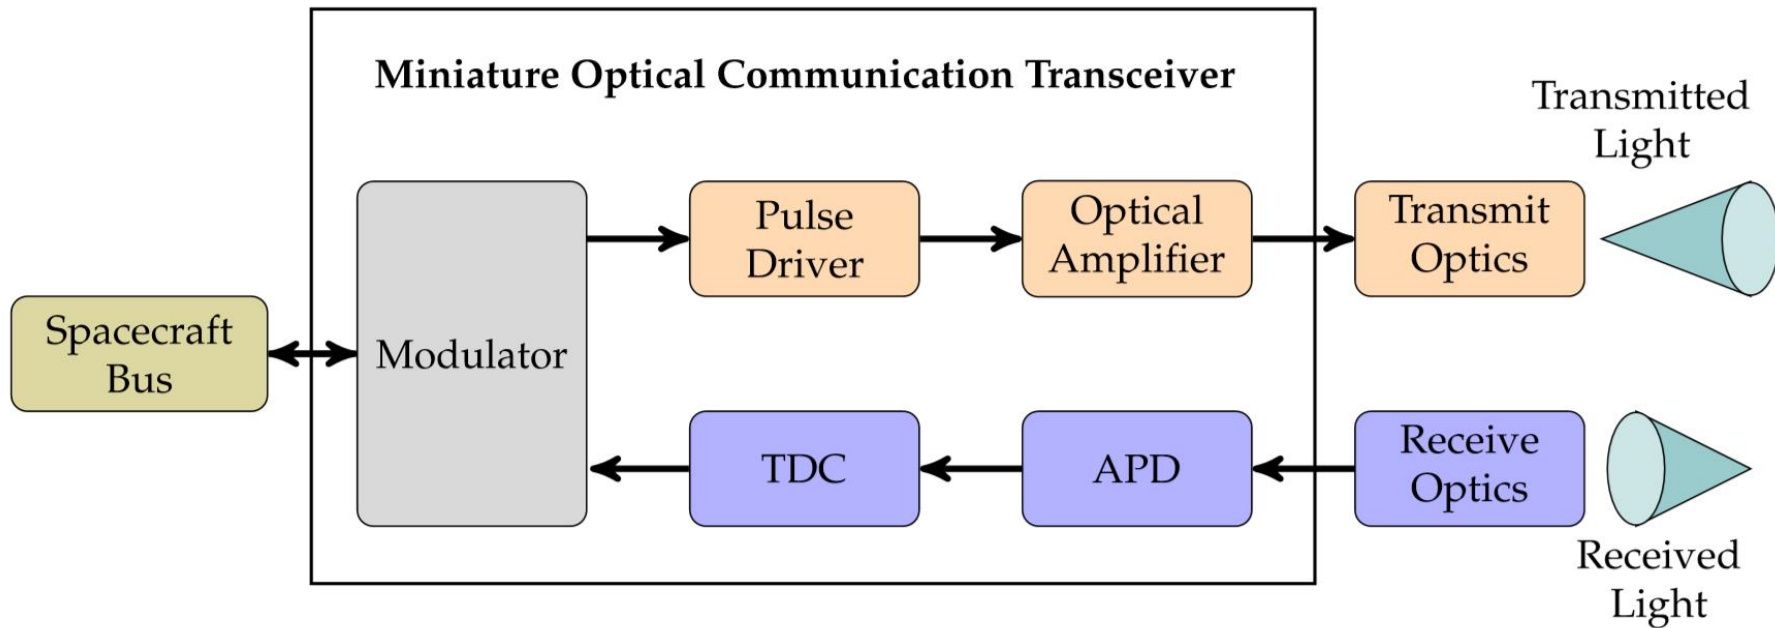 Miniature Optical Communication Transceiver
Transmitted
Light
Pulse
Driver
Optical
Amplifier
Transmit
Optics
Spacecraft
Bus
Modulator
TDC
APD
Receive
Optics
Received
Light